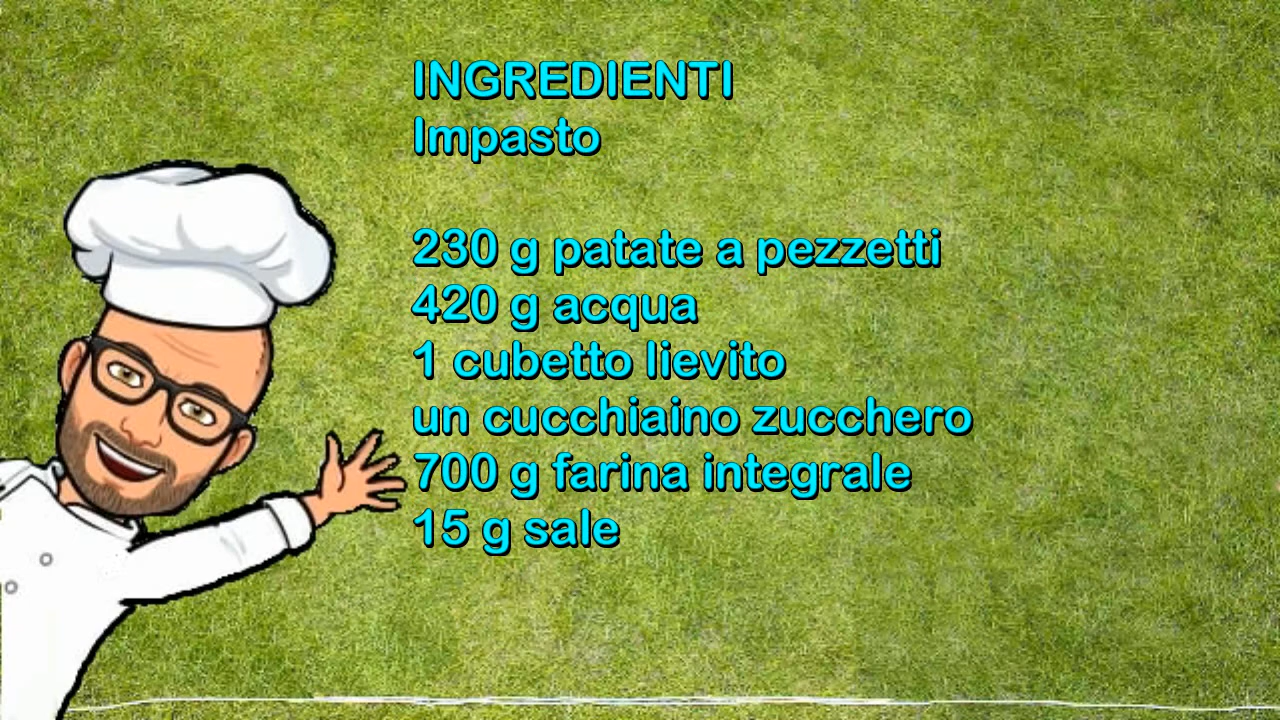 INGREDIENTI
Impasto
230 g patate a pezzetti
420 g acqua
1 cubetto lievito
un cucchiaino zucchero
700 g farina integrale
15 g sale